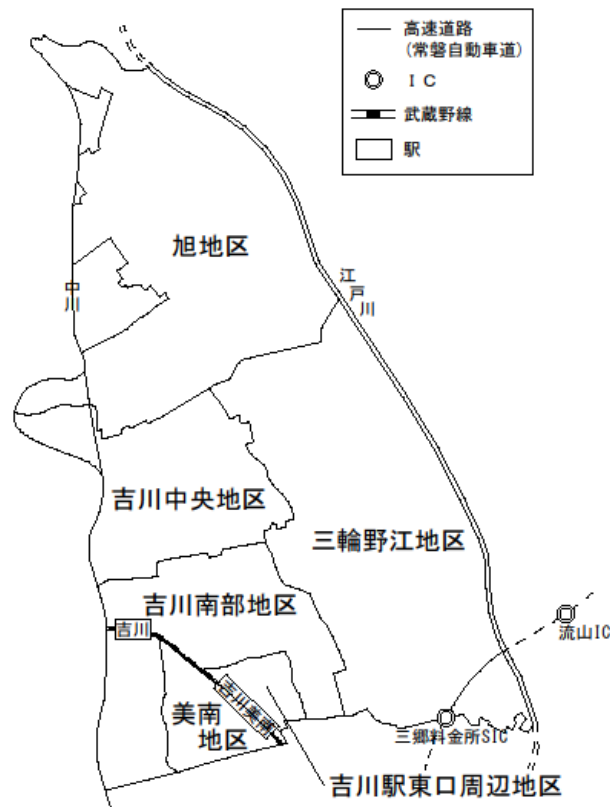 高速道路
(常磐自動車道)
ＩＣ
武蔵野線
駅
旭地区
江戸川
中川
吉川中央地区
三輪野江地区
吉川南部地区
吉川
流山IC
吉川美南
美南
地区
三郷料金所SIC
吉川駅東口周辺地区